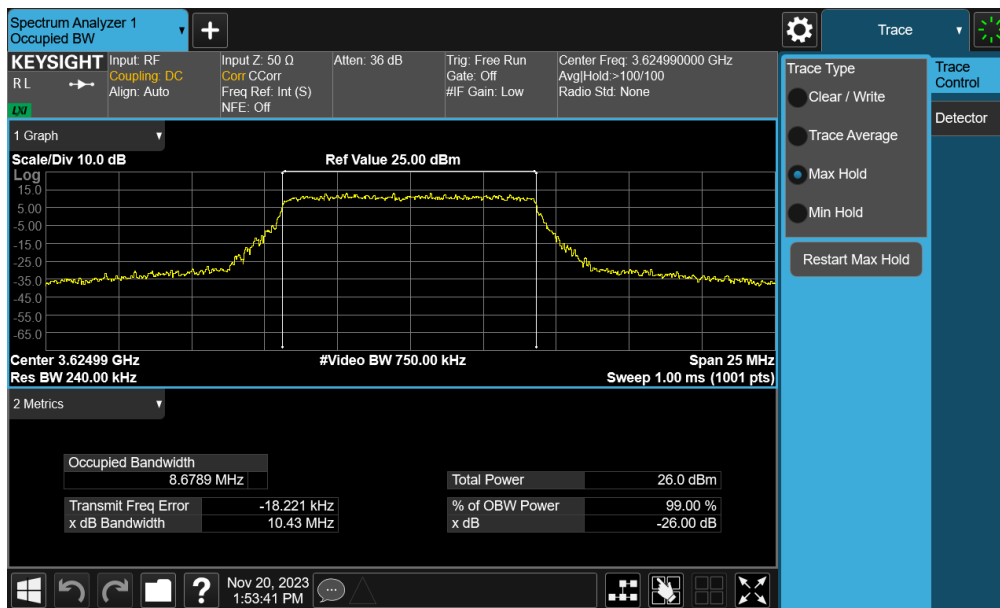 Spectrum Analyzer 1
Occupied BW
+
Trace
KEYSIGHT
RL
LXI
Input: RF
Coupling: DC
Align: Auto
Input Z: 50 Ω
Corr CCorr
Freq Ref: Int (S)
NFE: Off
Atten: 36 dB
Trig: Free Run
Gate: Off
#IF Gain: Low
Center Freq: 3.624990000 GHz
Avg|Hold:>100/100
Radio Std: None
1 Graph
Scale/Div 10.0 dB
Ref Value 25.00 dBm
Log
15.0
5.00
-5.00
-15.0
-25.0
-35.0
-45.0
-55.0
-65.0
Center 3.62499 GHz
#Video BW 750.00 kHz
Span 25 MHz
Res BW 240.00 kHz
Sweep 1.00 ms (1001 pts)
2 Metrics
Occupied Bandwidth
8.6789 MHz
Total Power 26.0 dBm
Transmit Freq Error -18.221 kHz
% of OBW Power 99.00 %
x dB Bandwidth 10.43 MHz
x dB -26.00 dB
Trace Type
Clear / Write
Trace Average
Max Hold
Min Hold
Restart Max Hold
Trace
Control
Detector
?
Nov 20, 2023
1:53:41 PM